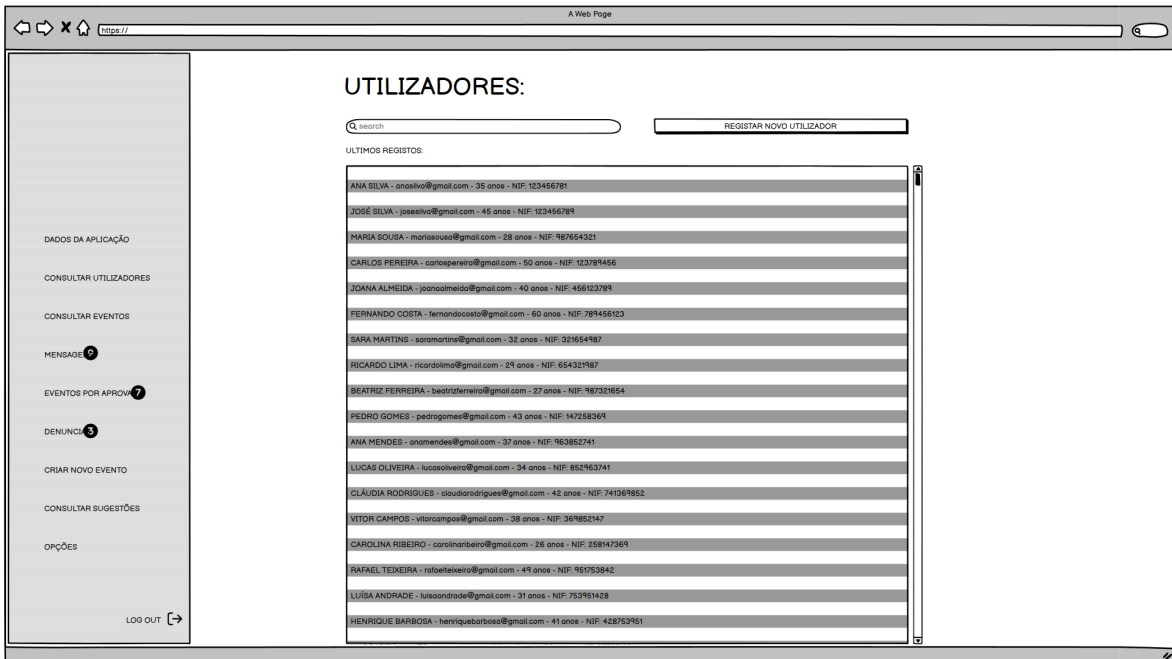 A Web Page
https://
UTILIZADORES:
search
REGISTAR NOVO UTILIZADOR
ULTIMOS REGISTOS:
ANA SILVA - anasilva@gmail.com - 35 anos - NIF: 123456781
JOSÉ SILVA - josesilva@gmail.com - 45 anos - NIF: 123456789
MARIA SOUSA - mariasousa@gmail.com - 28 anos - NIF: 987654321
CARLOS PEREIRA - carlospereira@gmail.com - 50 anos - NIF: 123789456
JOANA ALMEIDA - joanaalmeida@gmail.com - 40 anos - NIF: 456123789
FERNANDO COSTA - fernandocosta@gmail.com - 60 anos - NIF: 789456123
SARA MARTINS - saramartins@gmail.com - 32 anos - NIF: 321654987
RICARDO LIMA - ricardolima@gmail.com - 29 anos - NIF: 654321987
BEATRIZ FERREIRA - beatrizferreira@gmail.com - 27 anos - NIF: 987321654
PEDRO GOMES - pedrogomes@gmail.com - 43 anos - NIF: 147258369
ANA MENDES - anamendes@gmail.com - 37 anos - NIF: 963852741
LUCAS OLIVEIRA - lucasoliveira@gmail.com - 34 anos - NIF: 852963741
CLÁUDIA RODRIGUES - claudiarodrigues@gmail.com - 42 anos - NIF: 741369852
VITOR CAMPOS - vitorcampos@gmail.com - 38 anos - NIF: 369852147
CAROLINA RIBEIRO - carolinaribeiro@gmail.com - 26 anos - NIF: 258147369
RAFAEL TEIXEIRA - rafaelteixeira@gmail.com - 49 anos - NIF: 951753842
LUÍSA ANDRADE - luisaandrade@gmail.com - 31 anos - NIF: 753951428
HENRIQUE BARBOSA - henriquebarbosa@gmail.com - 41 anos - NIF: 428753951
DADOS DA APLICAÇÃO
CONSULTAR UTILIZADORES
CONSULTAR EVENTOS
MENSAGE 9
EVENTOS POR APROVA 7
DENUNCIA 3
CRIAR NOVO EVENTO
CONSULTAR SUGESTÕES
OPÇÕES
LOG OUT